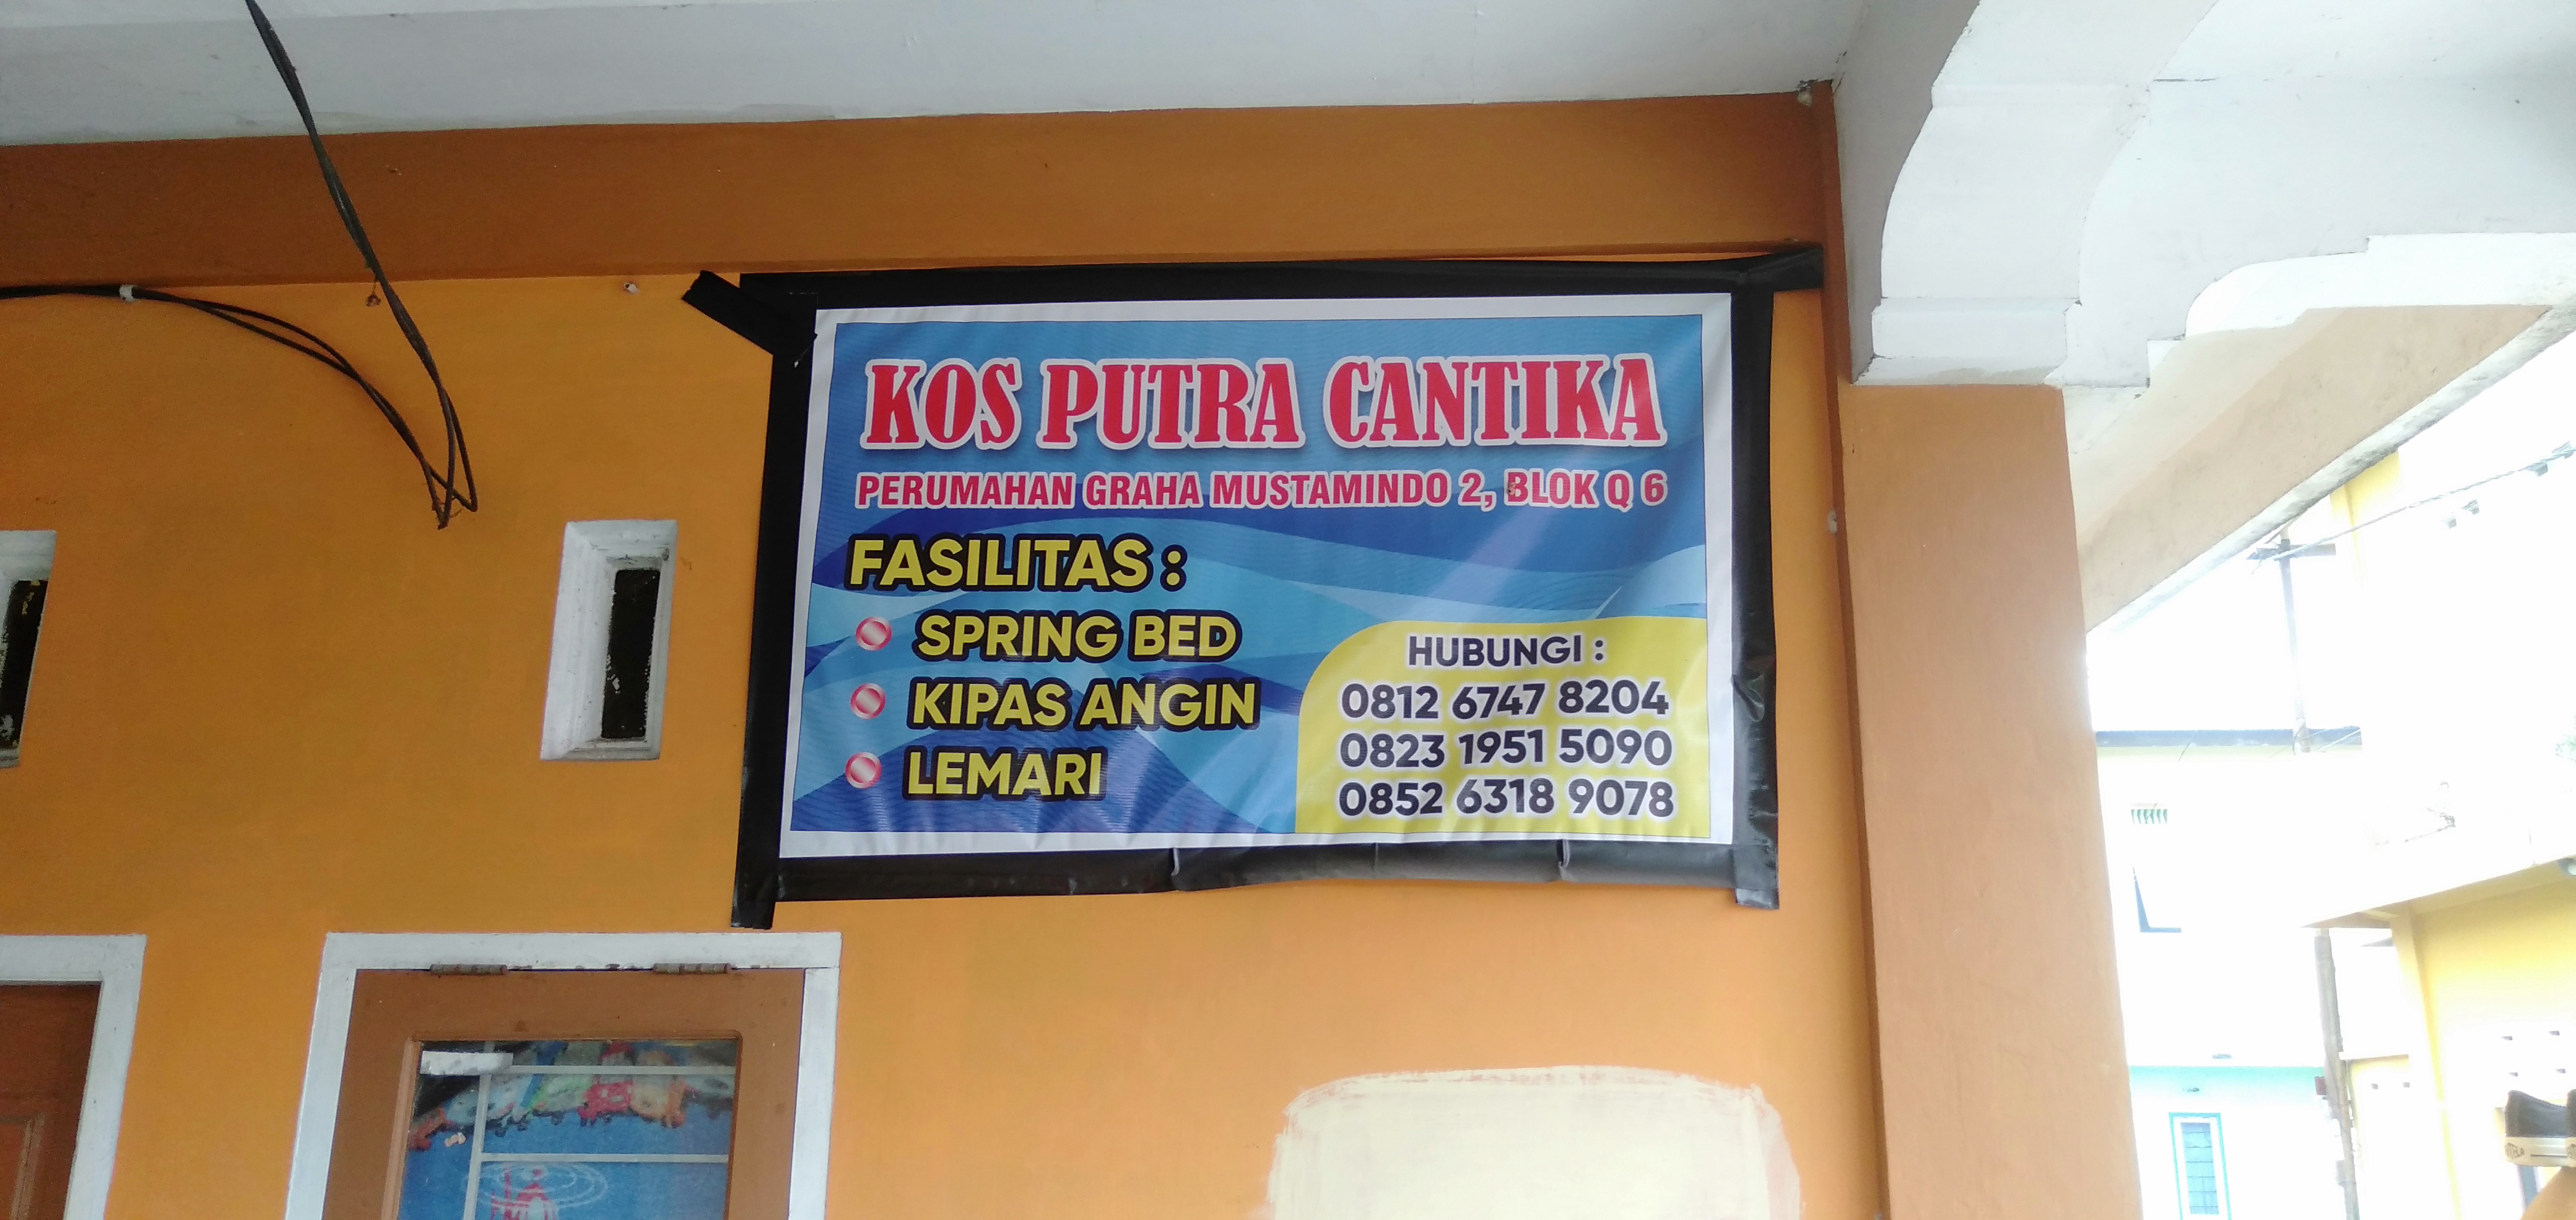 KOS PUTRA CANTIKA
PERUMAHAN GRAHA MUSTAMINDO 2, BLOK Q 6
FASILITAS :
SPRING BED
KIPAS ANGIN
LEMARI
HUBUNGI :
0812 6747 8204
0823 1951 5090
0852 6318 9078